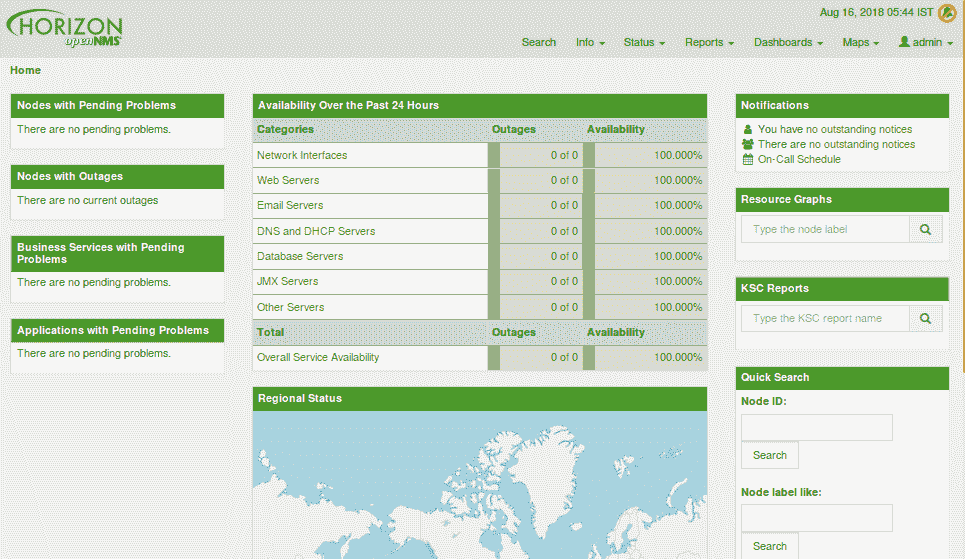 HORIZON
openNMS
Aug 16, 2018 05:44 IST
Search Info Status Reports Dashboards Maps admin
Home
Nodes with Pending Problems
There are no pending problems.
Nodes with Outages
There are no current outages
Business Services with Pending
Problems
There are no pending problems.
Applications with Pending Problems
There are no pending problems.
Availability Over the Past 24 Hours
Categories Outages Availability
Network Interfaces 0 of 0 100.000%
Web Servers 0 of 0 100.000%
Email Servers 0 of 0 100.000%
DNS and DHCP Servers 0 of 0 100.000%
Database Servers 0 of 0 100.000%
JMX Servers 0 of 0 100.000%
Other Servers 0 of 0 100.000%
Total Outages Availability
Overall Service Availability 0 of 0 100.000%
Regional Status
Notifications
You have no outstanding notices
There are no outstanding notices
On-Call Schedule
Resource Graphs
Type the node label
KSC Reports
Type the KSC report name
Quick Search
Node ID:
Search
Node label like:
Search